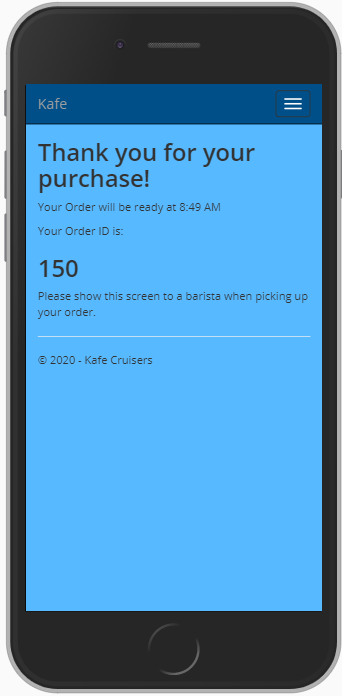 Kafe
Thank you for your
purchase!
Your Order will be ready at 8:49 AM
Your Order ID is:
150
Please show this screen to a barista when picking up
your order.
© 2020 - Kafe Cruisers